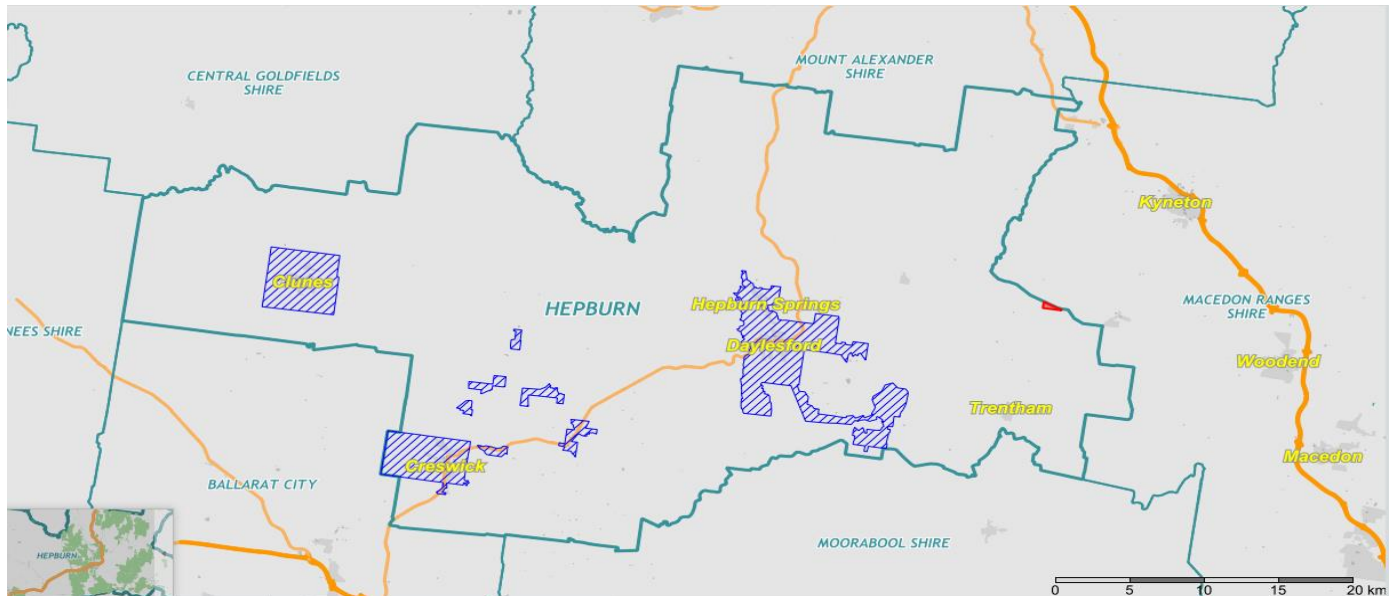 CENTRAL GOLDFIELDS
SHIRE
MOUNT ALEXANDER
SHIRE
Kyneton
Clunes
HEPBURN
Hepburn Springs
MACEDON RANGES
SHIRE
NEES SHIRE
Daylesford
Woodend
Trentham
Creswick
Macedon
BALLARAT CITY
MOORABOOL SHIRE
HEPBURN
0 5 10 15 20 km